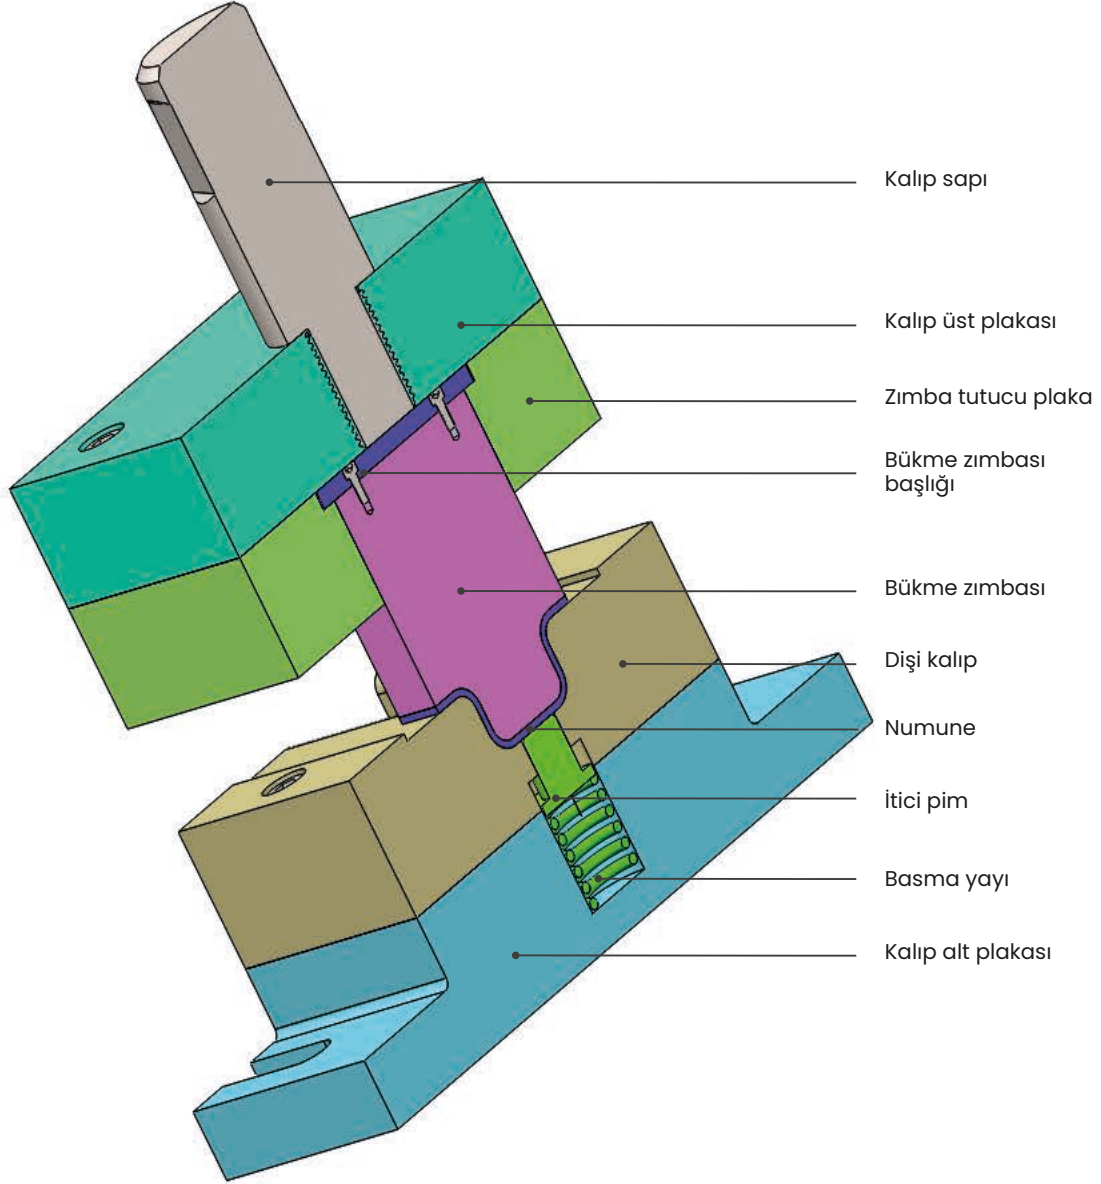 Kalıp sapı
Kalıp üst plakası
Zımba tutucu plaka
Bükme zımbası
başlığı
Bükme zımbası
Dişi kalıp
Numune
İtici pim
Basma yayı
Kalıp alt plakası